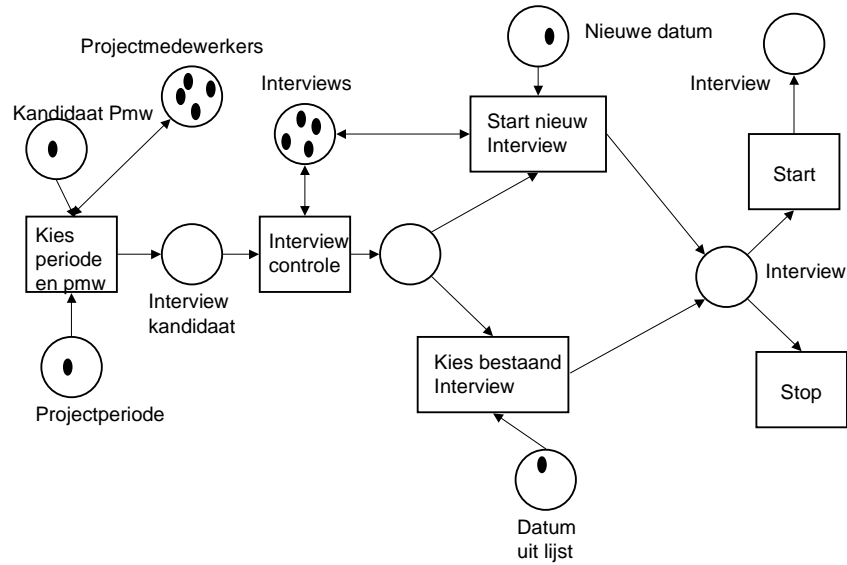 Projectmedewerkers
Nieuwe datum
Interview
Interviews
Kandidaat Pmw
Start nieuw
Interview
Start
Kies
periode
en pmw
Interview
controle
Interview
kandidaat
Interview
Kies bestaand
Interview
Stop
Projectperiode
Datum
uit lijst